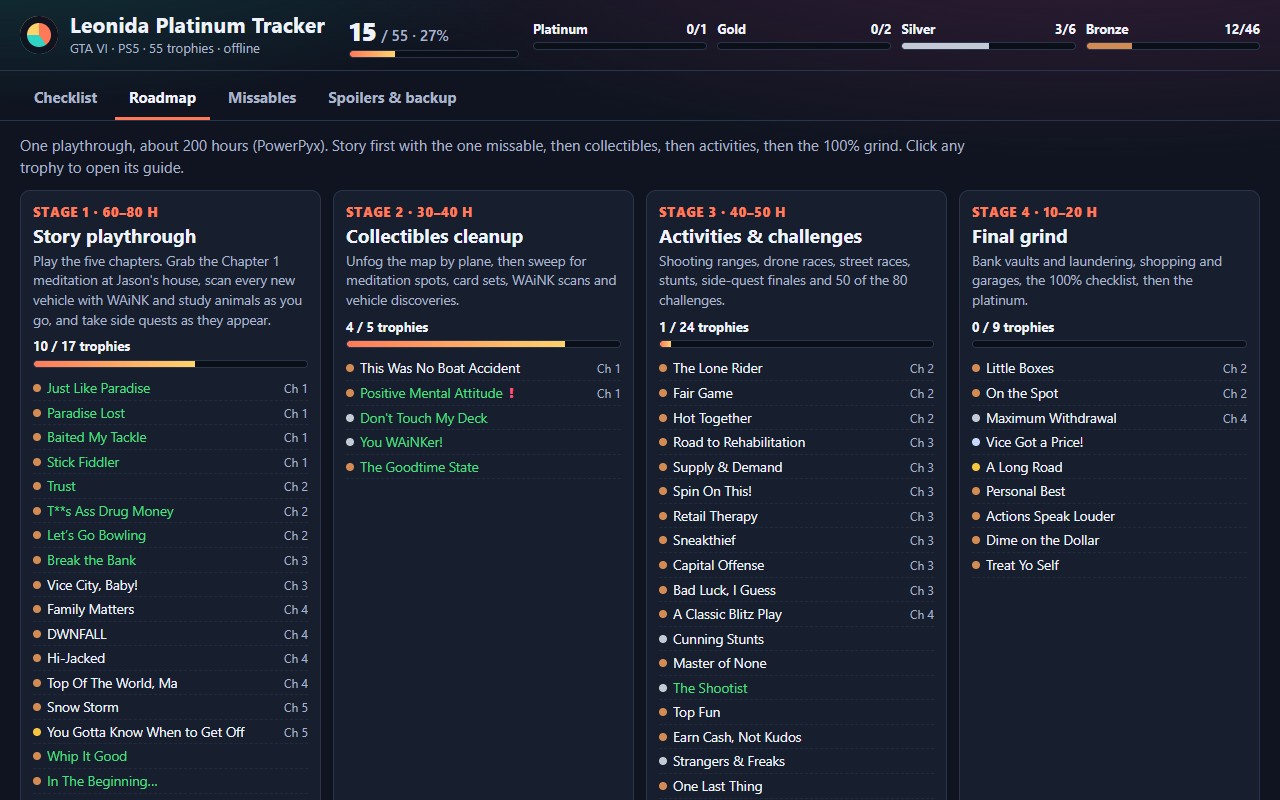 Leonida Platinum Tracker
GTA VI · PS5 · 55 trophies · offline
15 / 55 · 27%
Platinum 0/1
Gold 0/2
Silver 3/6
Bronze 12/46
Checklist
Roadmap
Missables
Spoilers & backup
One playthrough, about 200 hours (PowerPyx). Story first with the one missable, then collectibles, then activities, then the 100% grind. Click any
trophy to open its guide.
STAGE 1 · 60–80 H
Story playthrough
Play the five chapters. Grab the Chapter 1
meditation at Jason's house, scan every new
vehicle with WAiNK and study animals as you
go, and take side quests as they appear.
10 / 17 trophies
Just Like Paradise Ch 1
Paradise Lost Ch 1
Baited My Tackle Ch 1
Stick Fiddler Ch 1
Trust Ch 2
T**s Ass Drug Money Ch 2
Let's Go Bowling Ch 2
Break the Bank Ch 3
Vice City, Baby! Ch 3
Family Matters Ch 4
DWNFALL Ch 4
Hi-Jacked Ch 4
Top Of The World, Ma Ch 4
Snow Storm Ch 5
You Gotta Know When to Get Off Ch 5
Whip It Good
In The Beginning...
STAGE 2 · 30–40 H
Collectibles cleanup
Unfog the map by plane, then sweep for
meditation spots, card sets, WAiNK scans and
vehicle discoveries.
4 / 5 trophies
This Was No Boat Accident Ch 1
Positive Mental Attitude ! Ch 1
Don't Touch My Deck
You WAiNKer!
The Goodtime State
STAGE 3 · 40–50 H
Activities & challenges
Shooting ranges, drone races, street races,
stunts, side-quest finales and 50 of the 80
challenges.
1 / 24 trophies
The Lone Rider Ch 2
Fair Game Ch 2
Hot Together Ch 2
Road to Rehabilitation Ch 3
Supply & Demand Ch 3
Spin On This! Ch 3
Retail Therapy Ch 3
Sneakthief Ch 3
Capital Offense Ch 3
Bad Luck, I Guess Ch 3
A Classic Blitz Play Ch 4
Cunning Stunts
Master of None
The Shootist
Top Fun
Earn Cash, Not Kudos
Strangers & Freaks
One Last Thing
STAGE 4 · 10–20 H
Final grind
Bank vaults and laundering, shopping and
garages, the 100% checklist, then the
platinum.
0 / 9 trophies
Little Boxes Ch 2
On the Spot Ch 2
Maximum Withdrawal Ch 4
Vice Got a Price!
A Long Road
Personal Best
Actions Speak Louder
Dime on the Dollar
Treat Yo Self